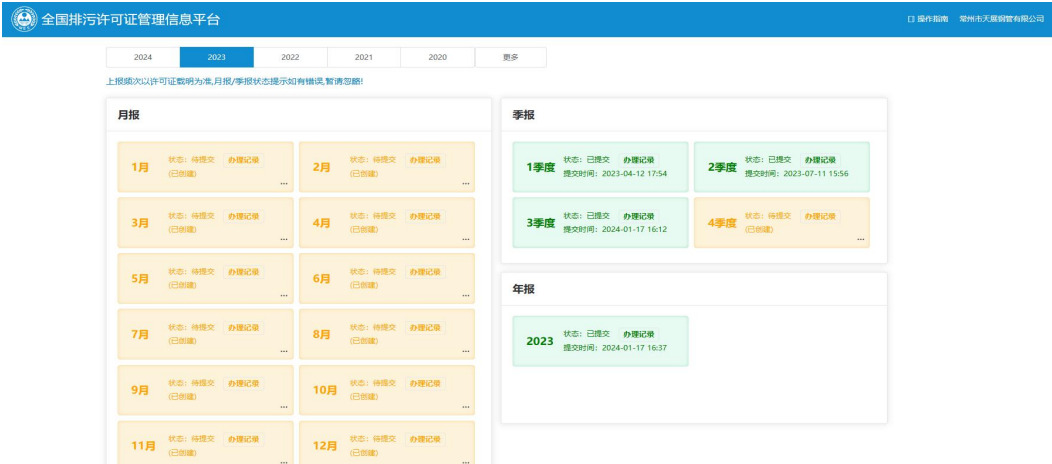 全国排污许可证管理信息平台
操作指南 常州市天展钢管有限公司
2024 2023 2022 2021 2020 更多
上报频次以许可证载明为准,月报/季报状态提示如有错误,暂请忽略!
月报
1月 状态：待提交 办理记录
(已创建)
...
2月 状态：待提交 办理记录
(已创建)
...
3月 状态：待提交 办理记录
(已创建)
...
4月 状态：待提交 办理记录
(已创建)
...
5月 状态：待提交 办理记录
(已创建)
...
6月 状态：待提交 办理记录
(已创建)
...
7月 状态：待提交 办理记录
(已创建)
...
8月 状态：待提交 办理记录
(已创建)
...
9月 状态：待提交 办理记录
(已创建)
...
10月 状态：待提交 办理记录
(已创建)
...
11月 状态：待提交 办理记录
(已创建)
...
12月 状态：待提交 办理记录
(已创建)
...
季报
1季度 状态：已提交 办理记录
提交时间：2023-04-12 17:54
2季度 状态：已提交 办理记录
提交时间：2023-07-11 15:56
3季度 状态：已提交 办理记录
提交时间：2024-01-17 16:12
4季度 状态：待提交 办理记录
(已创建)
...
年报
2023 状态：已提交 办理记录
提交时间：2024-01-17 16:37